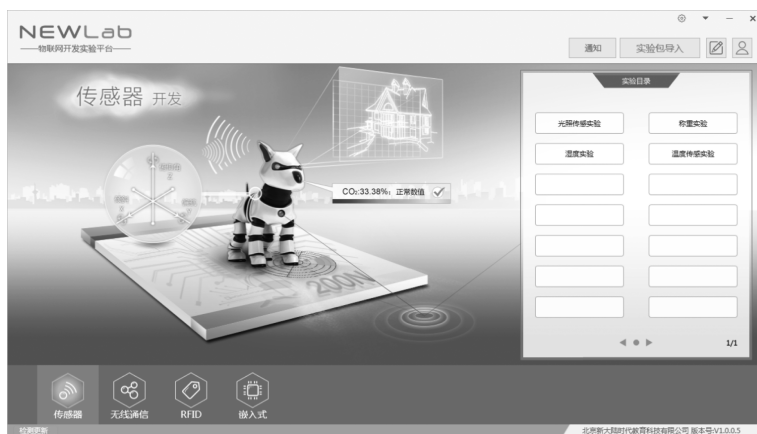 NEWLab
——物联网开发实验平台——
通知
实验包导入
传感器 开发
CO₂:33.38%: 正常数值
200N
实验目录
光照传感实验
称重实验
湿度实验
温度传感实验
1/1
传感器
无线通信
RFID
嵌入式
检测更新
北京新大陆时代教育科技有限公司 版本号:V1.0.0.5